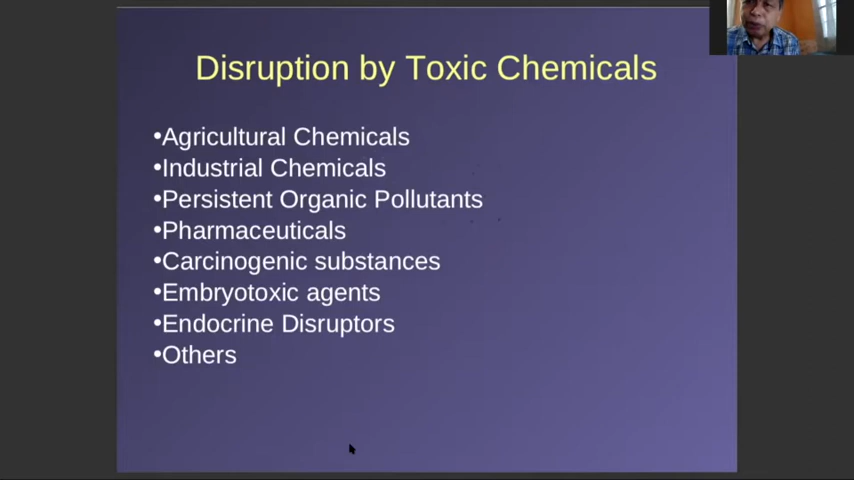 Disruption by Toxic Chemicals
•Agricultural Chemicals
•Industrial Chemicals
•Persistent Organic Pollutants
•Pharmaceuticals
•Carcinogenic substances
•Embryotoxic agents
•Endocrine Disruptors
•Others